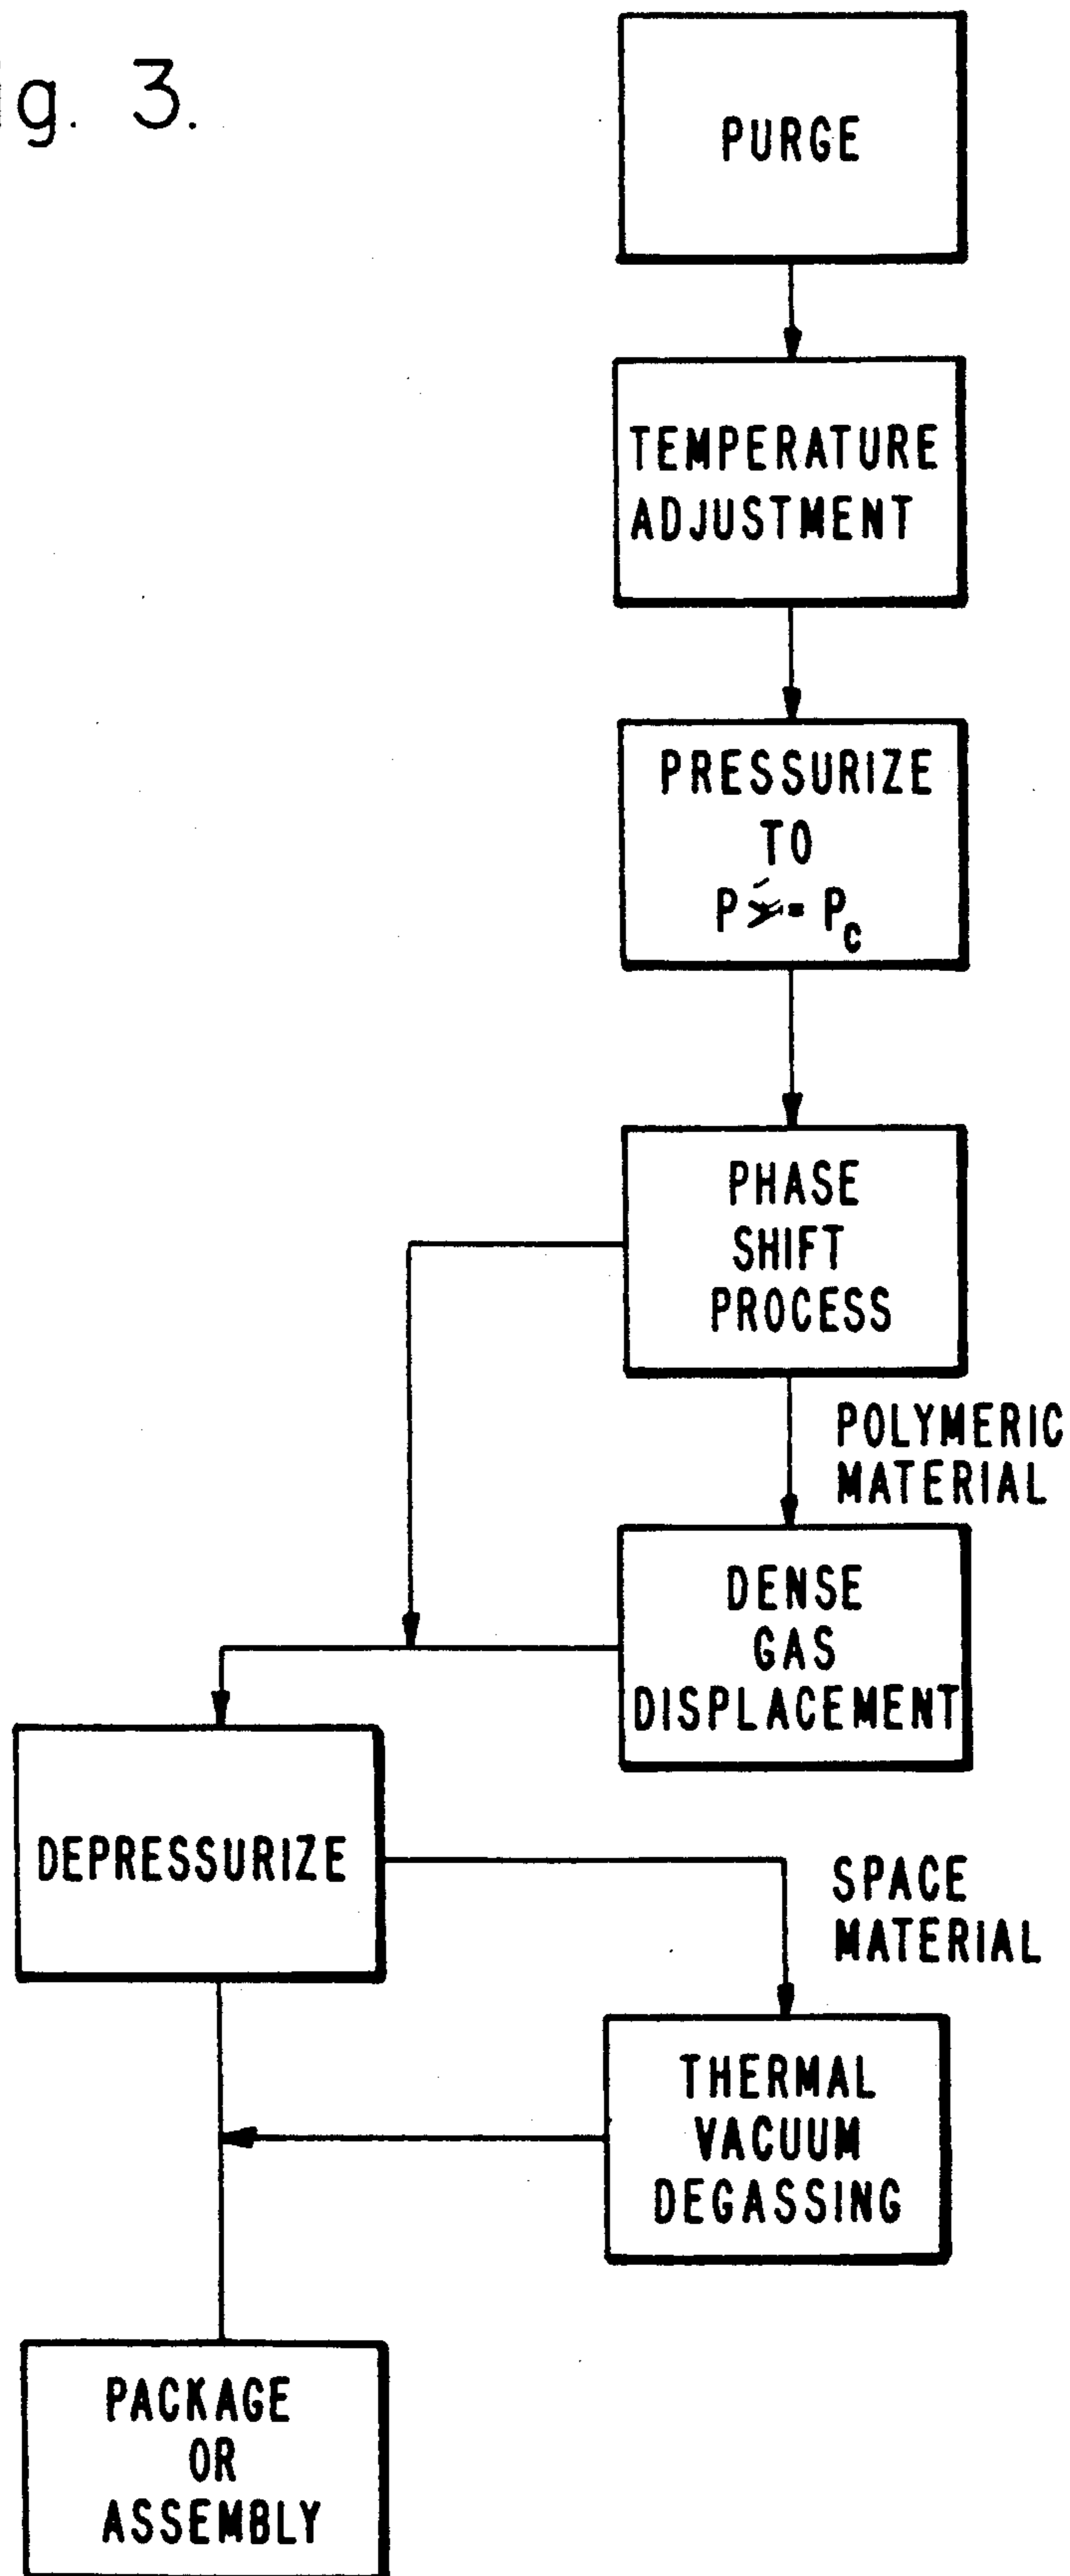 g. 3.
PURGE
TEMPERATURE
ADJUSTMENT
PRESSURIZE
TO
P >= P_c
PHASE
SHIFT
PROCESS
POLYMERIC
MATERIAL
DENSE
GAS
DISPLACEMENT
DEPRESSURIZE
SPACE
MATERIAL
THERMAL
VACUUM
DEGASSING
PACKAGE
OR
ASSEMBLY